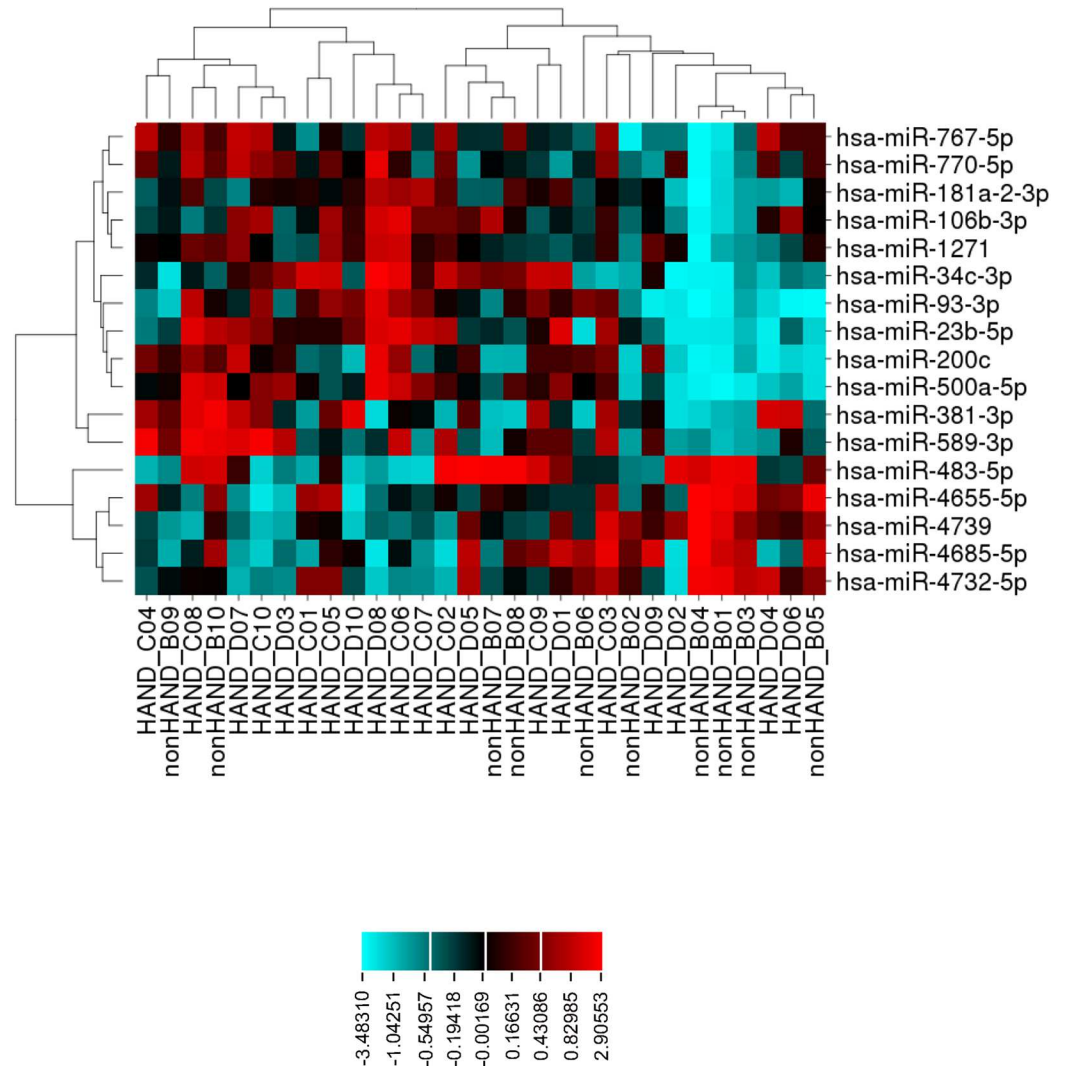 hsa-miR-767-5p
hsa-miR-770-5p
hsa-miR-181a-2-3p
hsa-miR-106b-3p
hsa-miR-1271
hsa-miR-34c-3p
hsa-miR-93-3p
hsa-miR-23b-5p
hsa-miR-200c
hsa-miR-500a-5p
hsa-miR-381-3p
hsa-miR-589-3p
hsa-miR-483-5p
hsa-miR-4655-5p
hsa-miR-4739
hsa-miR-4685-5p
hsa-miR-4732-5p
HAND_C04
nonHAND_B09
HAND_C08
nonHAND_B10
HAND_D07
HAND_C10
HAND_D03
HAND_C01
HAND_C05
HAND_D10
HAND_D08
HAND_C06
HAND_C07
HAND_C02
HAND_D05
nonHAND_B07
nonHAND_B08
HAND_C09
HAND_D01
nonHAND_B06
HAND_C03
nonHAND_B02
HAND_D09
HAND_D02
nonHAND_B04
nonHAND_B01
nonHAND_B03
HAND_D04
HAND_D06
nonHAND_B05
-3.48310
-1.04251
-0.54957
-0.19418
-0.00169
0.16631
0.43086
0.82985
2.90553